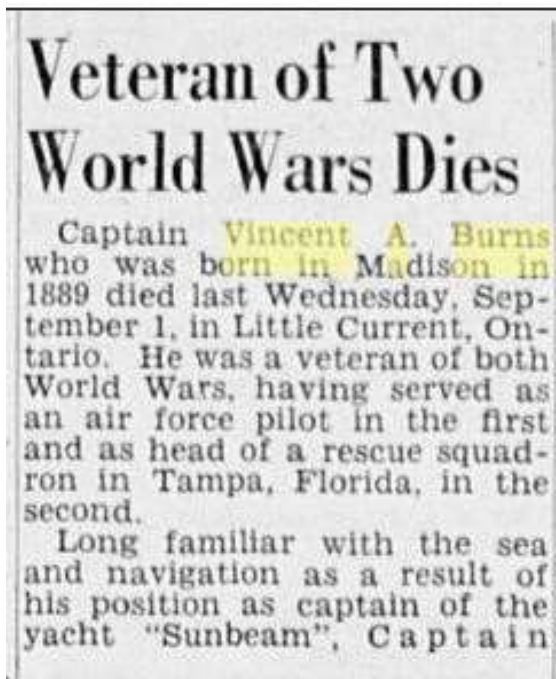 Veteran of Two
World Wars Dies
Captain Vincent A. Burns
who was born in Madison in
1889 died last Wednesday, Sep-
tember 1, in Little Current, On-
tario. He was a veteran of both
World Wars, having served as
an air force pilot in the first
and as head of a rescue squad-
ron in Tampa, Florida, in the
second.
Long familiar with the sea
and navigation as a result of
his position as captain of the
yacht "Sunbeam", Captain